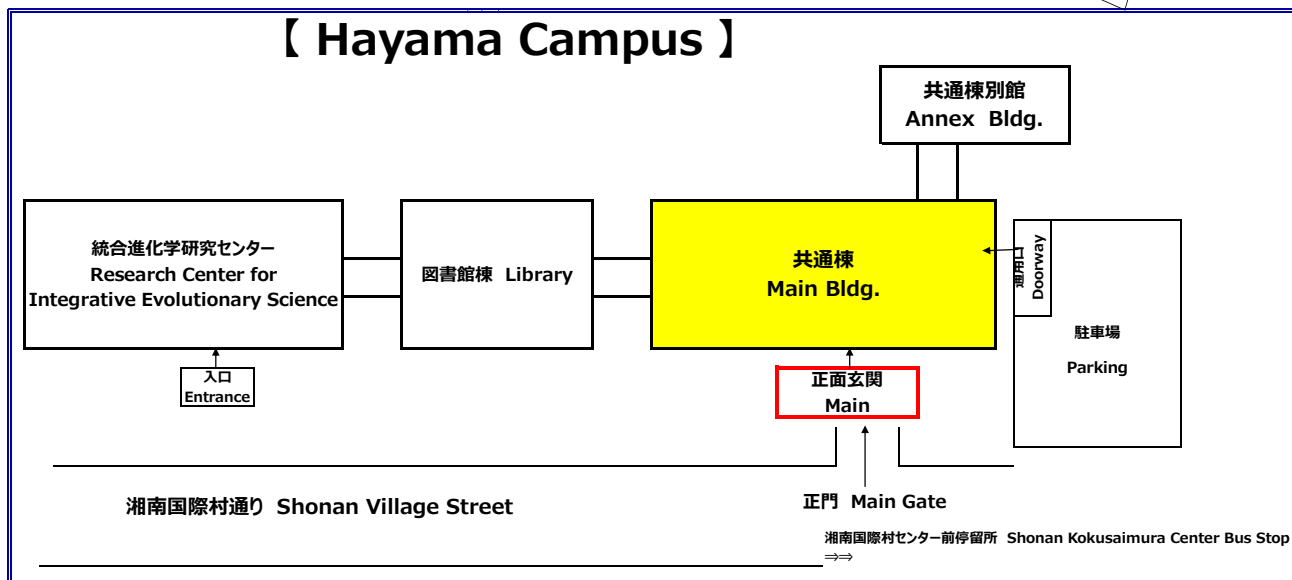 【 Hayama Campus 】
共通棟別館
Annex Bldg.
統合進化学研究センター
Research Center for
Integrative Evolutionary Science
図書館棟 Library
共通棟
Main Bldg.
通用口
Doorway
駐車場
Parking
入口
Entrance
正面玄関
Main
湘南国際村通り Shonan Village Street
正門 Main Gate
湘南国際村センター前停留所 Shonan Kokusaimura Center Bus Stop
⇒⇒